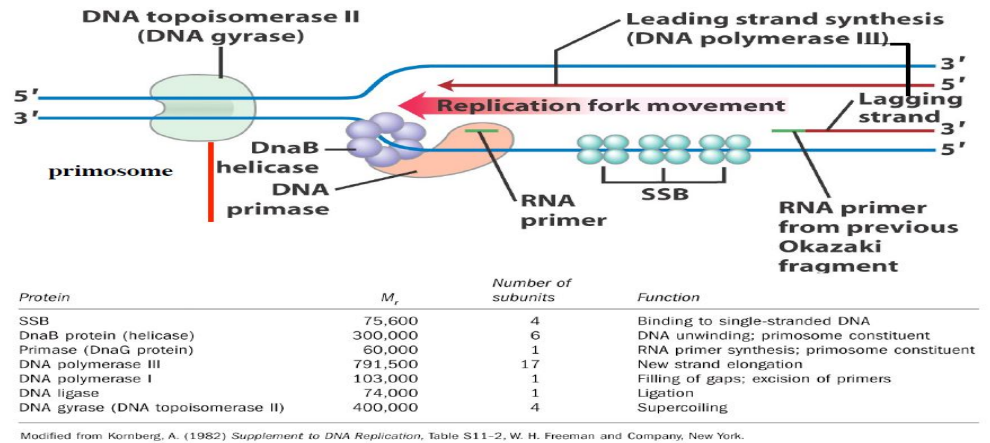 DNA topoisomerase II
(DNA gyrase)
Leading strand synthesis
(DNA polymerase III)
3′
5′
5′
3′
Replication fork movement
Lagging
strand
3′
5′
primosome
DnaB
helicase
DNA
primase
RNA
primer
SSB
RNA primer
from previous
Okazaki
fragment
Protein Mr Number of subunits Function
SSB 75,600 4 Binding to single-stranded DNA
DnaB protein (helicase) 300,000 6 DNA unwinding; primosome constituent
Primase (DnaG protein) 60,000 1 RNA primer synthesis; primosome constituent
DNA polymerase III 791,500 17 New strand elongation
DNA polymerase I 103,000 1 Filling of gaps; excision of primers
DNA ligase 74,000 1 Ligation
DNA gyrase (DNA topoisomerase II) 400,000 4 Supercoiling
Modified from Kornberg, A. (1982) Supplement to DNA Replication, Table S11–2, W. H. Freeman and Company, New York.